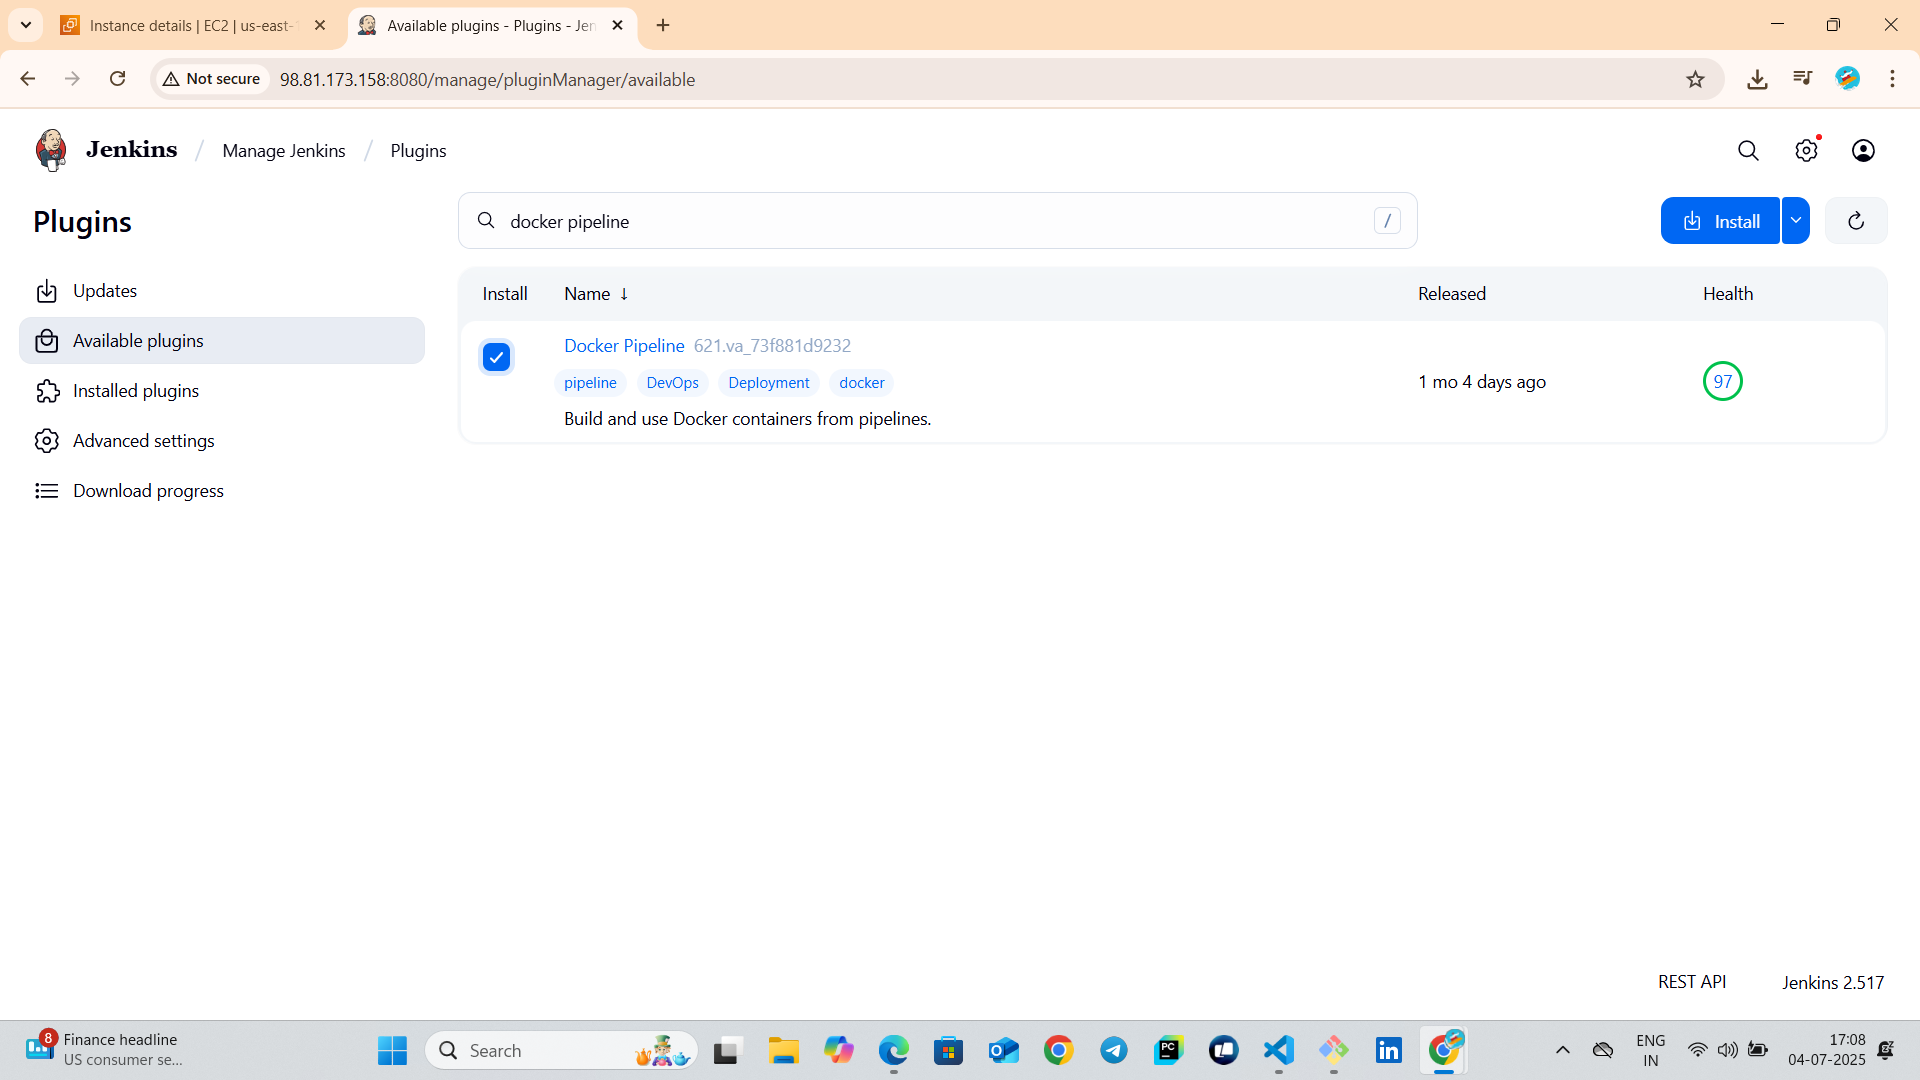 Instance details | EC2 | us-east-
Available plugins - Plugins - Jen
Not secure
98.81.173.158:8080/manage/pluginManager/available
Jenkins / Manage Jenkins / Plugins
Plugins
docker pipeline
/
Install
Updates
Available plugins
Installed plugins
Advanced settings
Download progress
Install Name ↓ Released Health
Docker Pipeline 621.va_73f881d9232
pipeline DevOps Deployment docker
Build and use Docker containers from pipelines.
1 mo 4 days ago
97
REST API Jenkins 2.517
8
Finance headline
US consumer se...
Search
PC
ENG
IN
17:08
04-07-2025